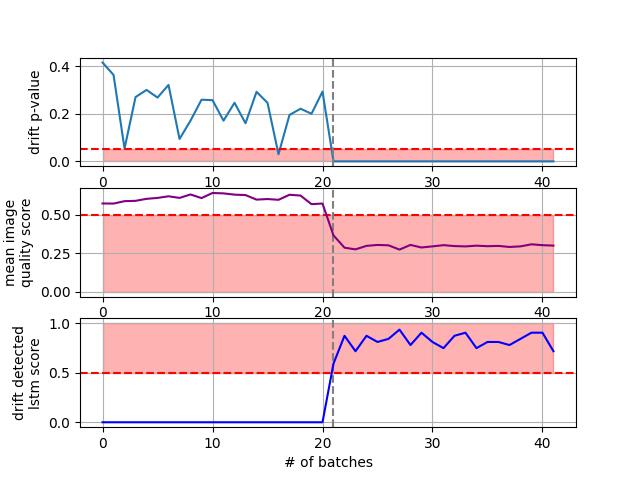 drift p-value
0.4
0.2
0.0
0 10 20 30 40
mean image
quality score
0.50
0.25
0.00
0 10 20 30 40
drift detected
lstm score
1.0
0.5
0.0
0 10 20 30 40
# of batches